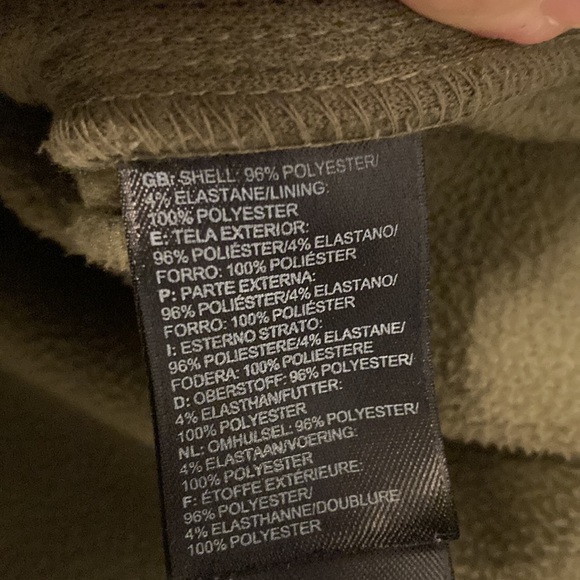 GB: SHELL: 96% POLYESTER/
4% ELASTANE/LINING:
100% POLYESTER
E: TELA EXTERIOR:
96% POLIÉSTER/4% ELASTANO/
FORRO: 100% POLIÉSTER
P: PARTE EXTERNA:
96% POLIÉSTER/4% ELASTANO/
FORRO: 100% POLIÉSTER
I: ESTERNO STRATO:
96% POLIESTERE/4% ELASTANE/
FODERA: 100% POLIESTERE
D: OBERSTOFF: 96% POLYESTER/
4% ELASTHAN/FUTTER:
100% POLYESTER
NL: OMHULSEL: 96% POLYESTER/
4% ELASTAAN/VOERING:
100% POLYESTER
F: ÉTOFFE EXTÉRIEURE:
96% POLYESTER/
4% ELASTHANNE/DOUBLURE
100% POLYESTER